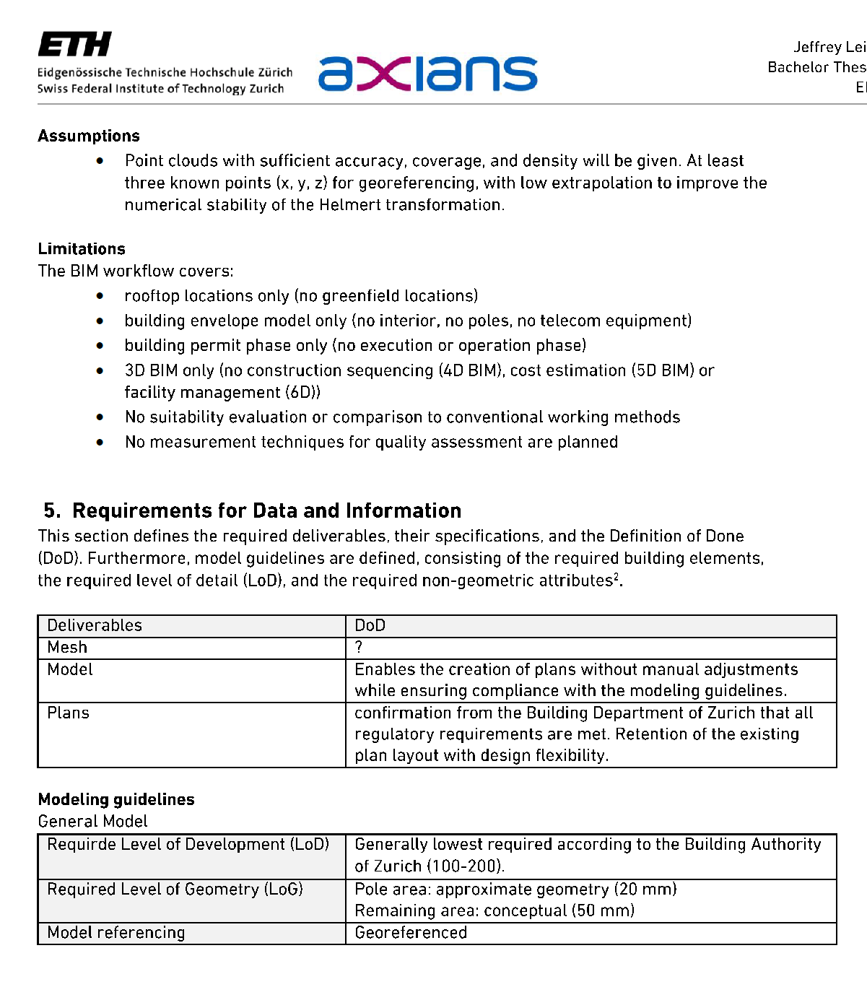 ETH
Eidgenössische Technische Hochschule Zürich
Swiss Federal Institute of Technology Zurich
axians
Jeffrey Lei
Bachelor Thes
Assumptions
• Point clouds with sufficient accuracy, coverage, and density will be given. At least
three known points (x, y, z) for georeferencing, with low extrapolation to improve the
numerical stability of the Helmert transformation.
Limitations
The BIM workflow covers:
• rooftop locations only (no greenfield locations)
• building envelope model only (no interior, no poles, no telecom equipment)
• building permit phase only (no execution or operation phase)
• 3D BIM only (no construction sequencing (4D BIM), cost estimation (5D BIM) or
facility management (6D))
• No suitability evaluation or comparison to conventional working methods
• No measurement techniques for quality assessment are planned
5. Requirements for Data and Information
This section defines the required deliverables, their specifications, and the Definition of Done
(DoD). Furthermore, model guidelines are defined, consisting of the required building elements,
the required level of detail (LoD), and the required non-geometric attributes².
Deliverables DoD
Mesh ?
Model Enables the creation of plans without manual adjustments
while ensuring compliance with the modeling guidelines.
Plans confirmation from the Building Department of Zurich that all
regulatory requirements are met. Retention of the existing
plan layout with design flexibility.
Modeling guidelines
General Model
Requirde Level of Development (LoD) Generally lowest required according to the Building Authority
of Zurich (100-200).
Required Level of Geometry (LoG) Pole area: approximate geometry (20 mm)
Remaining area: conceptual (50 mm)
Model referencing Georeferenced